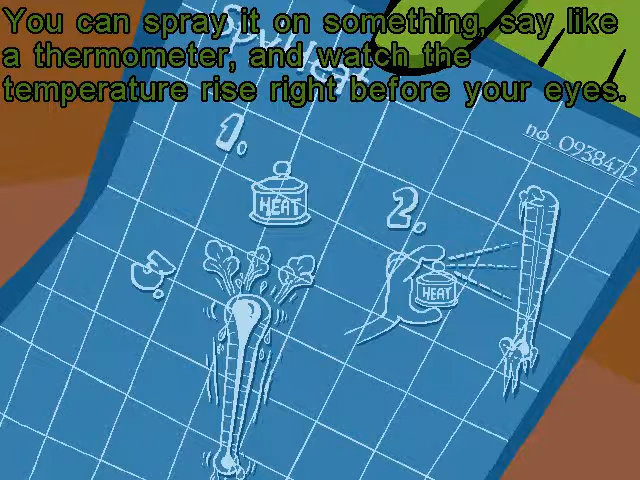 You can spray it on something, say like
a thermometer, and watch the
temperature rise right before your eyes.
no. 0938472
1.
HEAT
2.
HEAT
3.